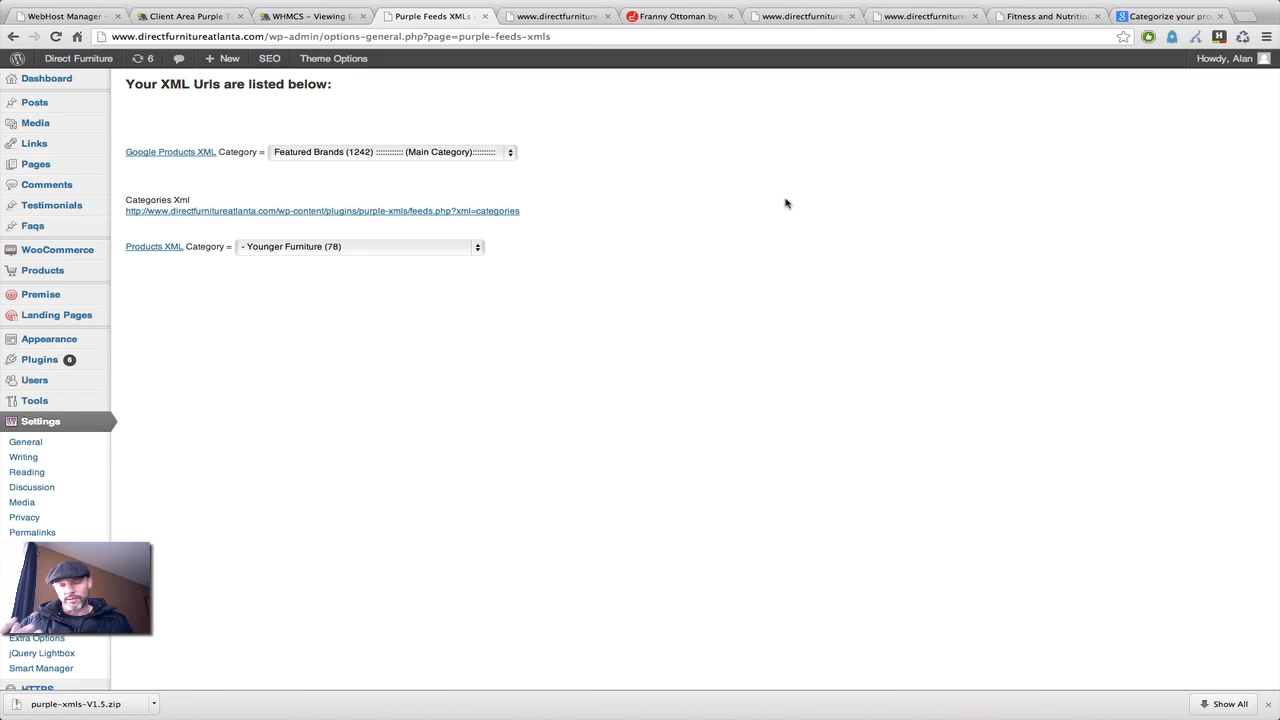 WebHost Manager -
Client Area Purple T
WHMCS - Viewing E
Purple Feeds XMLs -
www.directfurniture
Franny Ottoman by
www.directfurniture
www.directfurniture
Fitness and Nutritio
Categorize your pro
www.directfurnitureatlanta.com/wp-admin/options-general.php?page=purple-feeds-xmls
Direct Furniture 6 + New SEO Theme Options Howdy, Alan
Dashboard
Posts
Media
Links
Pages
Comments
Testimonials
Faqs
WooCommerce
Products
Premise
Landing Pages
Appearance
Plugins 6
Users
Tools
Settings
General
Writing
Reading
Discussion
Media
Privacy
Permalinks
Extra Options
jQuery Lightbox
Smart Manager
HTTPS
Your XML Urls are listed below:
Google Products XML Category = Featured Brands (1242) :::::::::::: (Main Category)::::::::::
Categories Xml
http://www.directfurnitureatlanta.com/wp-content/plugins/purple-xmls/feeds.php?xml=categories
Products XML Category = - Younger Furniture (78)
purple-xmls-V1.5.zip
Show All